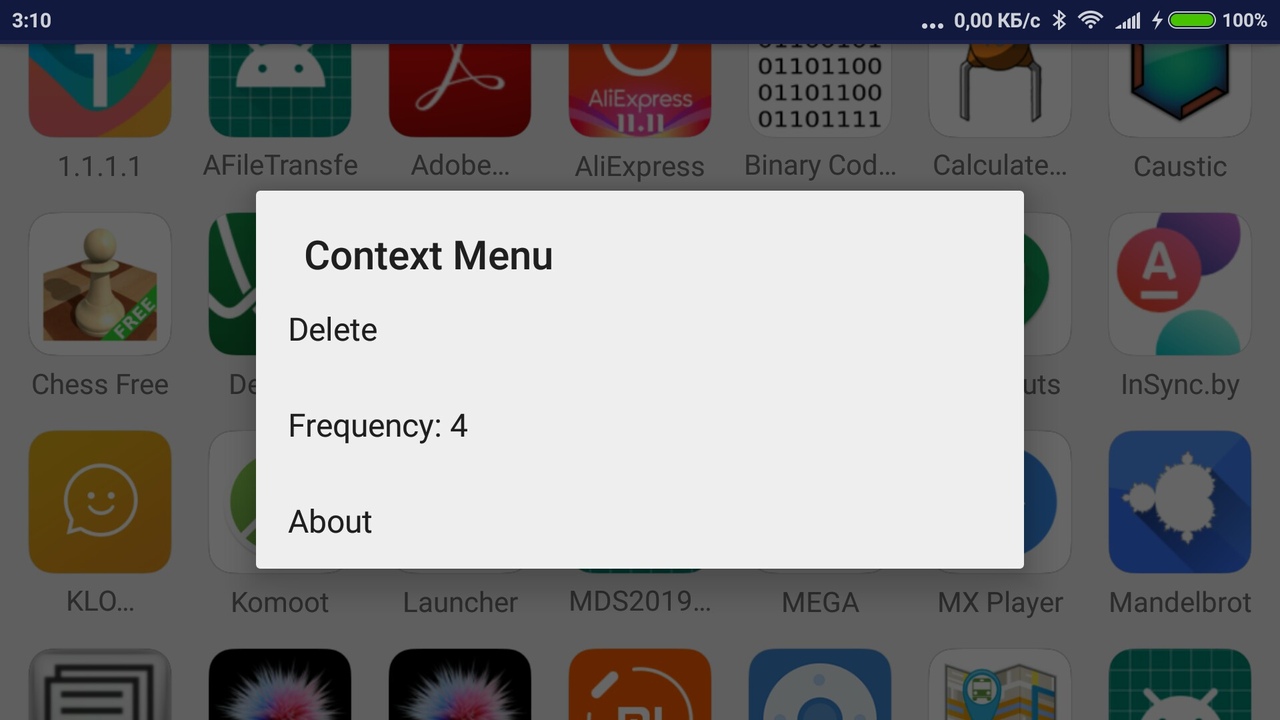 3:10
... 0,00 КБ/с 100%
AliExpress
11.11
01101100
01101100
01101111
1.1.1.1
AFileTransfe
Adobe...
AliExpress
Binary Cod...
Calculate...
Caustic
Context Menu
Delete
Frequency: 4
About
FREE
A
Chess Free
De
uts
InSync.by
KLO...
Komoot
Launcher
MDS2019...
MEGA
MX Player
Mandelbrot